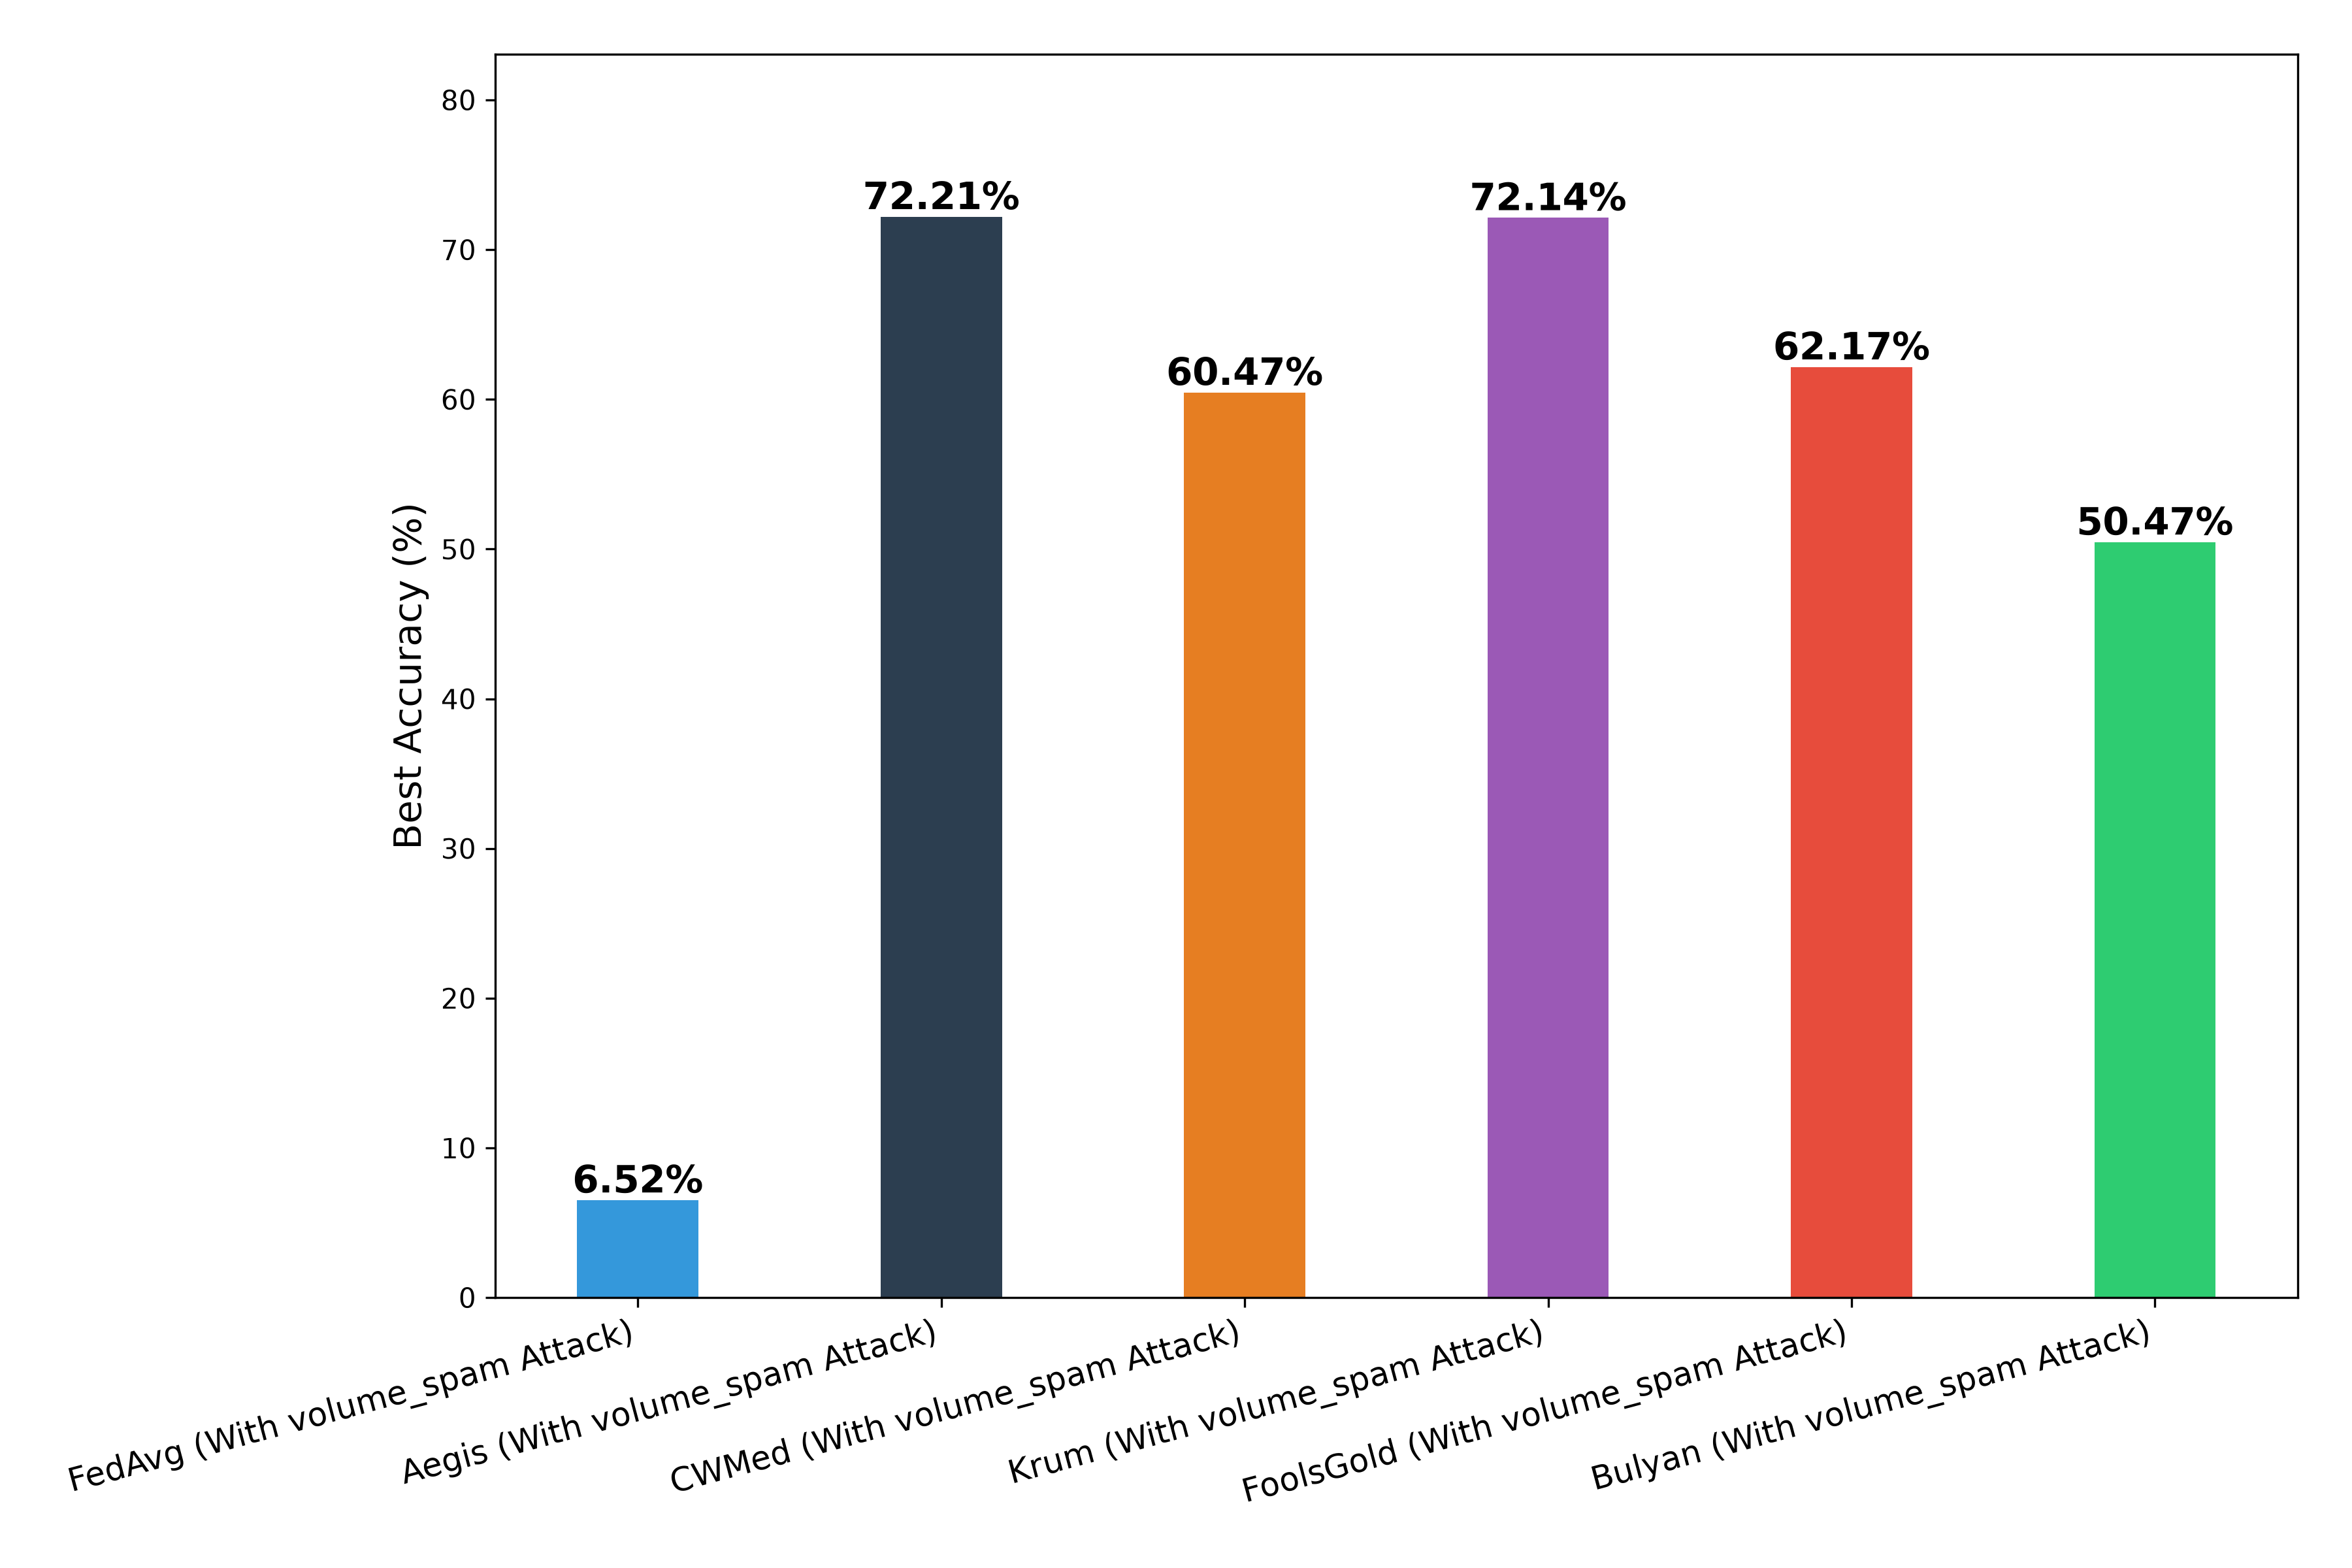 Best Accuracy (%)
80
70
60
50
40
30
20
10
0
6.52%
72.21%
60.47%
72.14%
62.17%
50.47%
FedAvg (With volume_spam Attack)
Aegis (With volume_spam Attack)
CWMed (With volume_spam Attack)
Krum (With volume_spam Attack)
FoolsGold (With volume_spam Attack)
Bulyan (With volume_spam Attack)